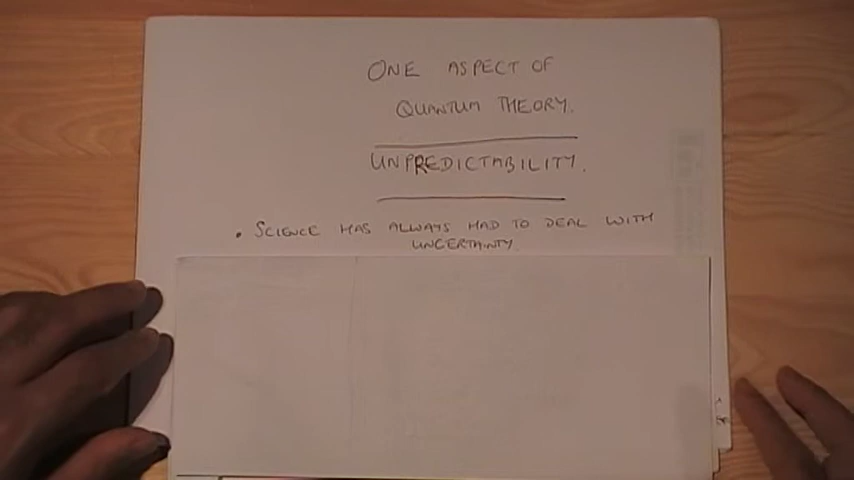 ONE ASPECT OF
QUANTUM THEORY.
UNPREDICTABILITY.
• SCIENCE HAS ALWAYS HAD TO DEAL WITH
UNCERTAINTY